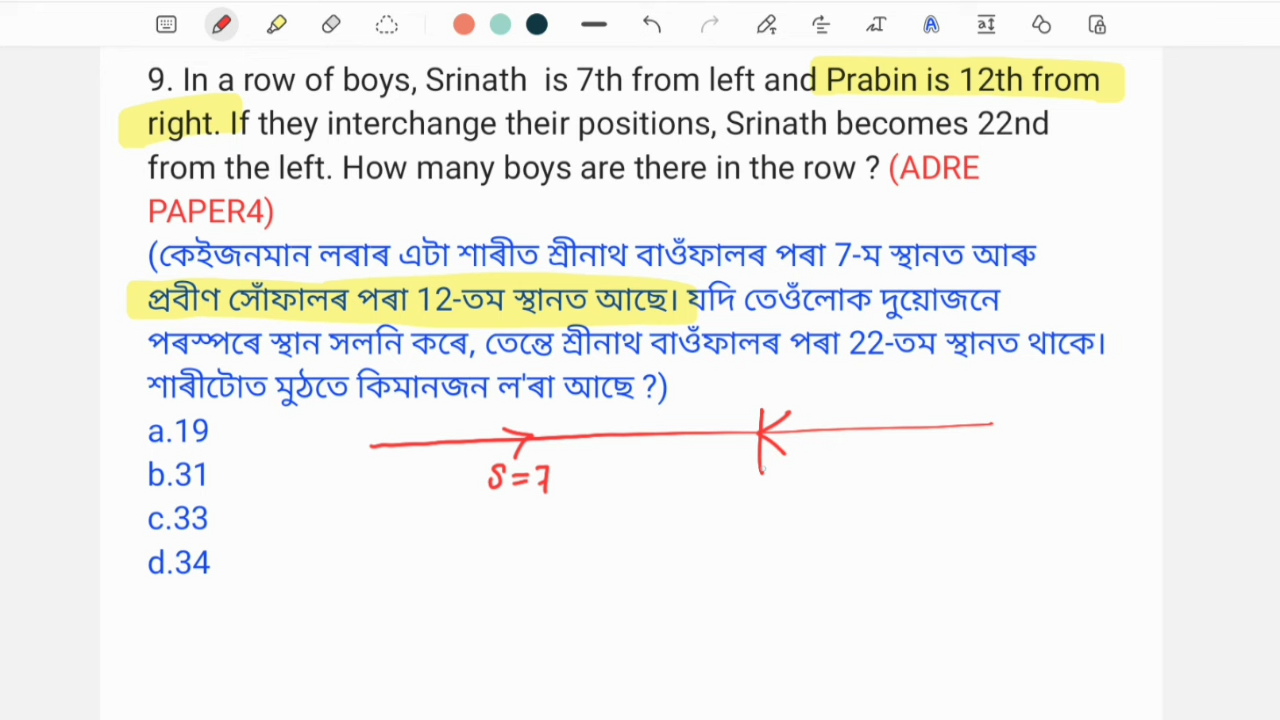 9. In a row of boys, Srinath is 7th from left and Prabin is 12th from
right. If they interchange their positions, Srinath becomes 22nd
from the left. How many boys are there in the row ? (ADRE
PAPER4)
(কেইজনমান লৰাৰ এটা শাৰীত শ্ৰীনাথ বাওঁফালৰ পৰা 7-ম স্থানত আৰু
প্ৰবীণ সোঁফালৰ পৰা 12-তম স্থানত আছে। যদি তেওঁলোক দুয়োজনে
পৰস্পৰে স্থান সলনি কৰে, তেন্তে শ্ৰীনাথ বাওঁফালৰ পৰা 22-তম স্থানত থাকে।
শাৰীটোত মুঠতে কিমানজন ল'ৰা আছে ?)
a.19
b.31
c.33
d.34
S=7